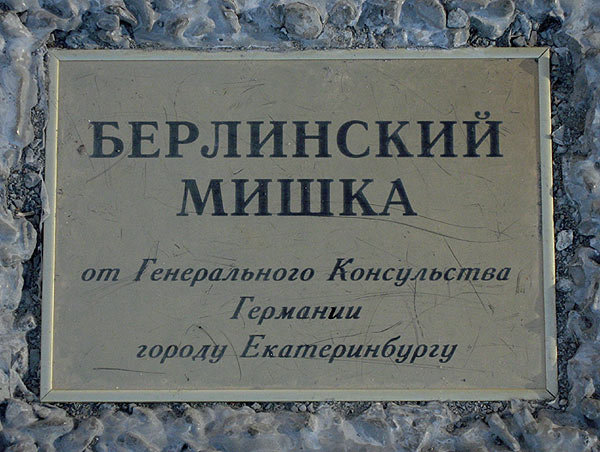 БЕРЛИНСКИЙ
МИШКА
от Генерального Консульства
Германии
городу Екатеринбургу